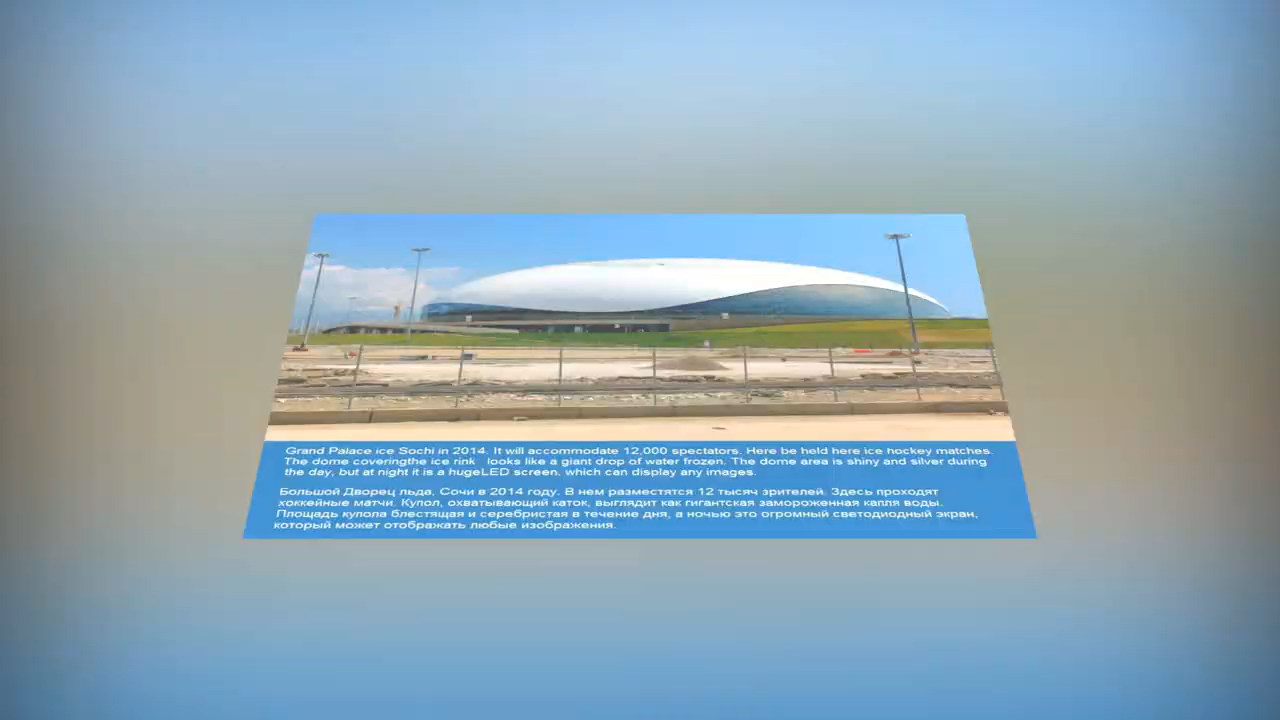 Grand Palace ice Sochi in 2014. It will accommodate 12,000 spectators. Here be held here ice hockey matches.
The dome coveringthe ice rink looks like a giant drop of water frozen. The dome area is shiny and silver during
the day, but at night it is a hugeLED screen, which can display any images.
Большой Дворец льда, Сочи в 2014 году. В нем разместятся 12 тысяч зрителей. Здесь проходят
хоккейные матчи. Купол, охватывающий каток, выглядит как гигантская замороженная капля воды.
Площадь купола блестящая и серебристая в течение дня, а ночью это огромный светодиодный экран,
который может отображать любые изображения.